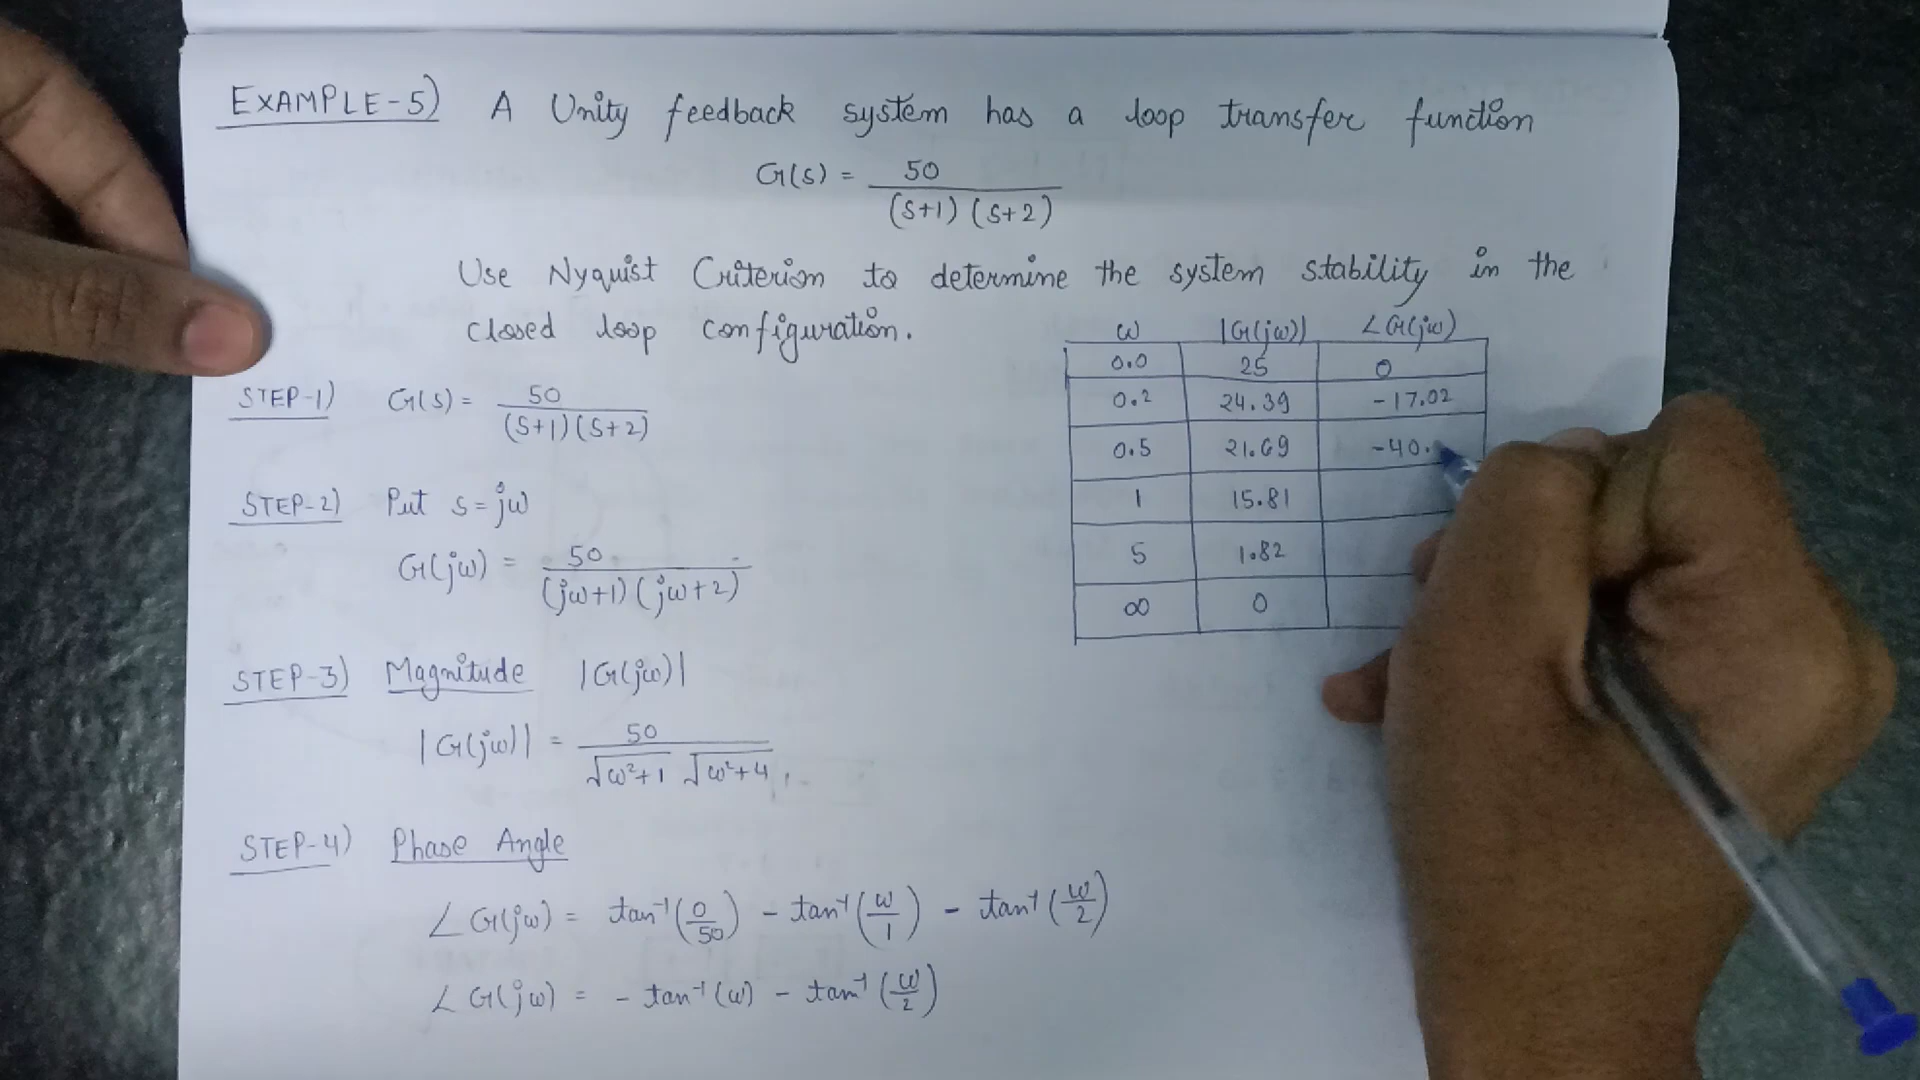 EXAMPLE-5) A Unity feedback system has a loop transfer function
G(s) = 50 / (s+1)(s+2)
Use Nyquist Criterion to determine the system stability in the
closed loop configuration.
ω |G(jω)| ∠G(jω)
0.0 25 0
0.2 24.39 -17.02
0.5 21.69 -40.
1 15.81
5 1.82
∞ 0
STEP-1) G(s) = 50 / (s+1)(s+2)
STEP-2) Put s = jω
G(jω) = 50 / (jω+1)(jω+2)
STEP-3) Magnitude |G(jω)|
|G(jω)| = 50 / √ω²+1 √ω²+4
STEP-4) Phase Angle
∠G(jω) = tan⁻¹(0/50) - tan⁻¹(ω/1) - tan⁻¹(ω/2)
∠G(jω) = - tan⁻¹(ω) - tan⁻¹(ω/2)